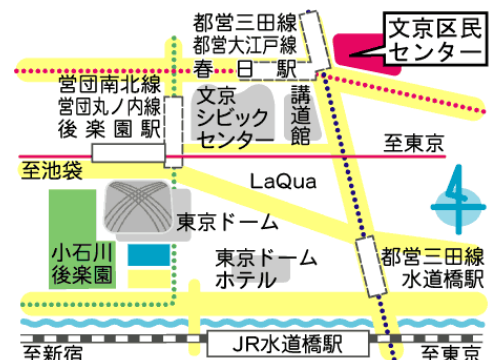 都営三田線
都営大江戸線
春日駅
文京区民
センター
営団南北線
営団丸ノ内線
後楽園駅
文京
シビック
センター
講道館
至東京
至池袋
LaQua
東京ドーム
小石川
後楽園
東京ドーム
ホテル
都営三田線
水道橋駅
JR水道橋駅
至新宿
至東京